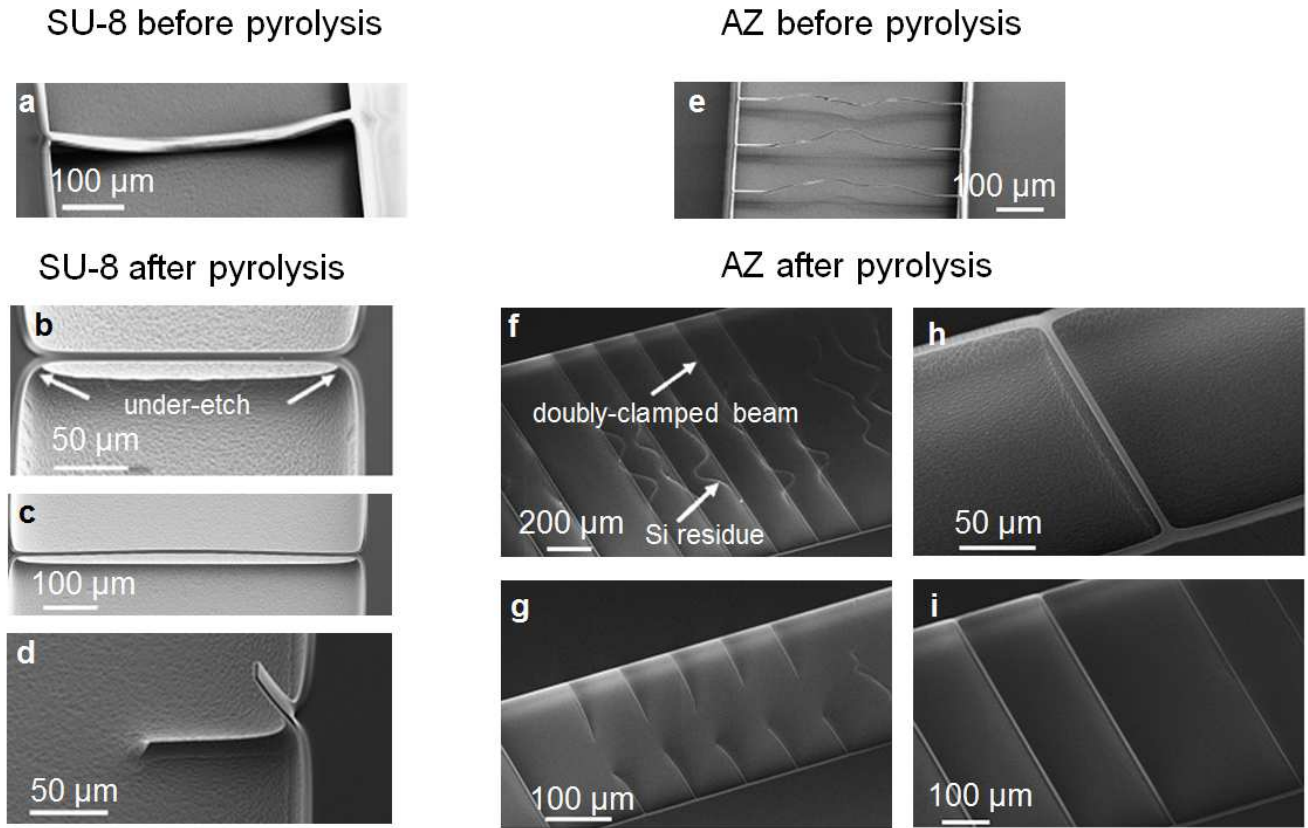 SU-8 before pyrolysis
AZ before pyrolysis
a
100 μm
e
100 μm
SU-8 after pyrolysis
AZ after pyrolysis
b
under-etch
50 μm
c
100 μm
d
50 μm
f
doubly-clamped beam
200 μm
Si residue
h
50 μm
g
100 μm
i
100 μm